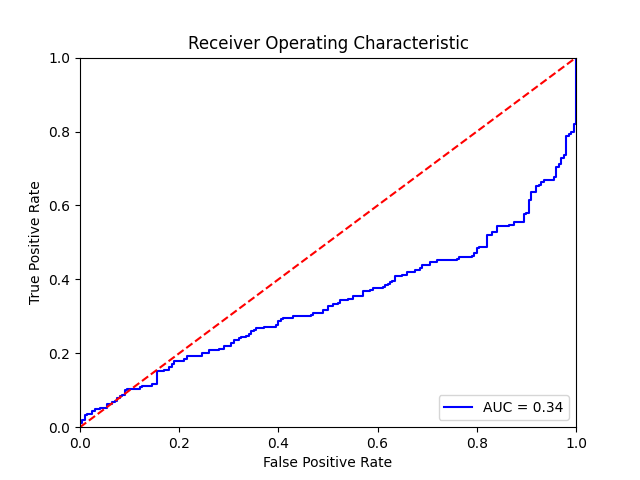 Receiver Operating Characteristic
1.0
0.8
0.6
0.4
0.2
0.0
True Positive Rate
AUC = 0.34
0.0 0.2 0.4 0.6 0.8 1.0
False Positive Rate